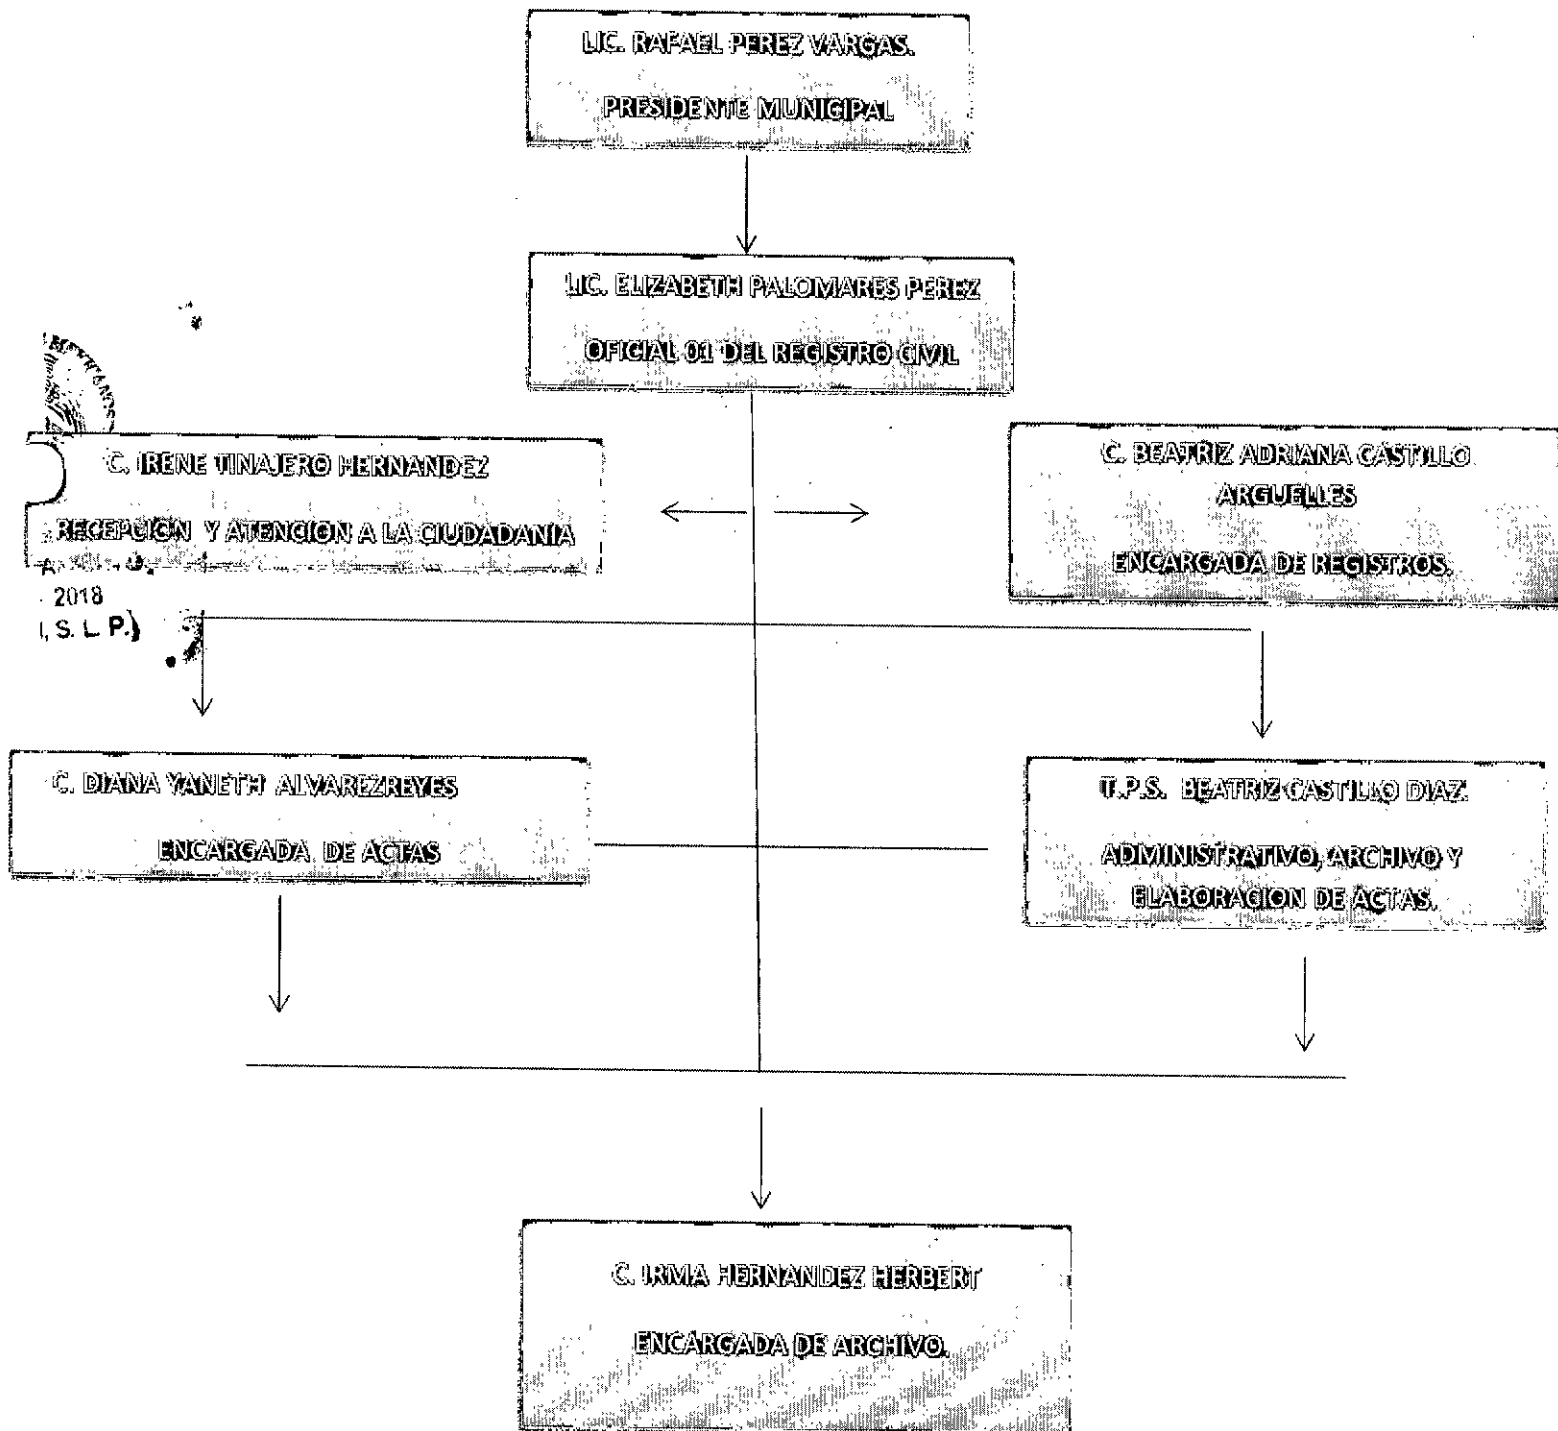 LIC. RAFAEL PEREZ VARGAS.
PRESIDENTE MUNICIPAL
LIC. ELIZABETH PALOMARES PEREZ
OFICIAL 01 DEL REGISTRO CIVIL
C. IRENE TINAJERO HERNANDEZ
RECEPCION Y ATENCION A LA CIUDADANIA
C. BEATRIZ ADRIANA CASTILLO
ARGUELLES
ENCARGADA DE REGISTROS.
2018
, S. L. P.)
C. DIANA YANETH ALVAREZREYES
ENCARGADA DE ACTAS
T.P.S. BEATRIZ CASTILLO DIAZ.
ADMINISTRATIVO, ARCHIVO Y
ELABORACION DE ACTAS.
C. IRMA HERNANDEZ HERBERT
ENCARGADA DE ARCHIVO.